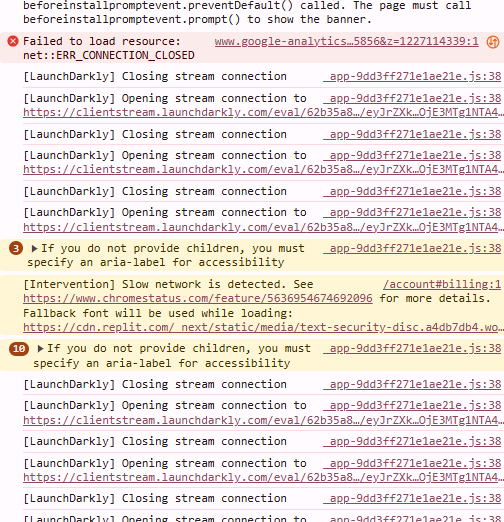 beforeinstallpromptevent.preventDefault() called. The page must call
beforeinstallpromptevent.prompt() to show the banner.
Failed to load resource: www.google-analytics…5856&z=1227114339:1
net::ERR_CONNECTION_CLOSED
[LaunchDarkly] Closing stream connection _app-9dd3ff271e1ae21e.js:38
[LaunchDarkly] Opening stream connection to _app-9dd3ff271e1ae21e.js:38
https://clientstream.launchdarkly.com/eval/62b35a8…/eyJrZXk…OjE3MTg1NTA4…
[LaunchDarkly] Closing stream connection _app-9dd3ff271e1ae21e.js:38
[LaunchDarkly] Opening stream connection to _app-9dd3ff271e1ae21e.js:38
https://clientstream.launchdarkly.com/eval/62b35a8…/eyJrZXk…OjE3MTg1NTA4…
[LaunchDarkly] Closing stream connection _app-9dd3ff271e1ae21e.js:38
[LaunchDarkly] Opening stream connection to _app-9dd3ff271e1ae21e.js:38
https://clientstream.launchdarkly.com/eval/62b35a8…/eyJrZXk…OjE3MTg1NTA4…
3 If you do not provide children, you must _app-9dd3ff271e1ae21e.js:38
specify an aria-label for accessibility
[Intervention] Slow network is detected. See /account#billing:1
https://www.chromestatus.com/feature/5636954674692096 for more details.
Fallback font will be used while loading:
https://cdn.replit.com/_next/static/media/text-security-disc.a4db7db4.wo…
10 If you do not provide children, you must _app-9dd3ff271e1ae21e.js:38
specify an aria-label for accessibility
[LaunchDarkly] Closing stream connection _app-9dd3ff271e1ae21e.js:38
[LaunchDarkly] Opening stream connection to _app-9dd3ff271e1ae21e.js:38
https://clientstream.launchdarkly.com/eval/62b35a8…/eyJrZXk…OjE3MTg1NTA4…
[LaunchDarkly] Closing stream connection _app-9dd3ff271e1ae21e.js:38
[LaunchDarkly] Opening stream connection to _app-9dd3ff271e1ae21e.js:38
https://clientstream.launchdarkly.com/eval/62b35a8…/eyJrZXk…OjE3MTg1NTA4…
[LaunchDarkly] Closing stream connection _app-9dd3ff271e1ae21e.js:38
[LaunchDarkly] Opening stream connection to _app-9dd3ff271e1ae21e.js:38